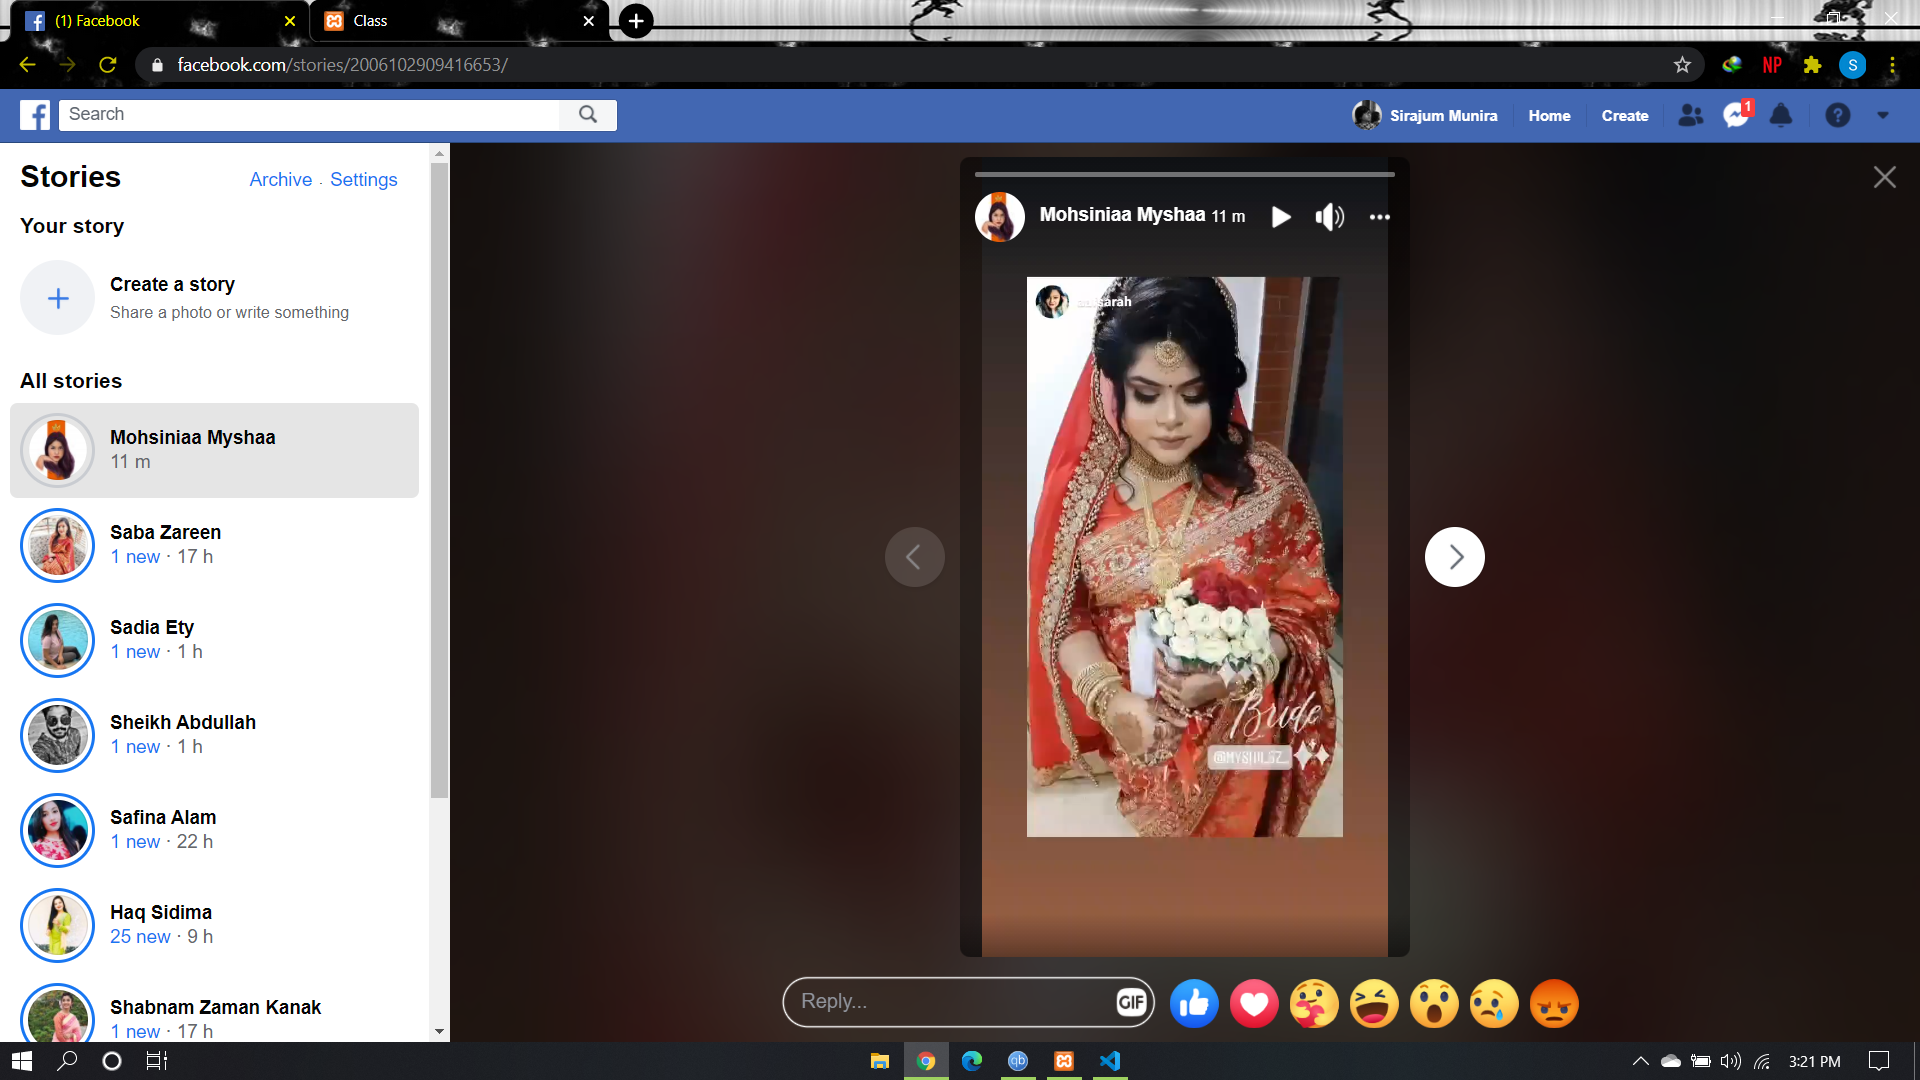 (1) Facebook
Class
facebook.com/stories/2006102909416653/
NP
S
Search
Sirajum Munira
Home
Create
1
Stories
Archive . Settings
Your story
Create a story
Share a photo or write something
All stories
Mohsiniaa Myshaa
11 m
Saba Zareen
1 new · 17 h
Sadia Ety
1 new · 1 h
Sheikh Abdullah
1 new · 1 h
Safina Alam
1 new · 22 h
Haq Sidima
25 new · 9 h
Shabnam Zaman Kanak
1 new · 17 h
Mohsiniaa Myshaa 11 m
Bride
Reply...
GIF
qb
3:21 PM